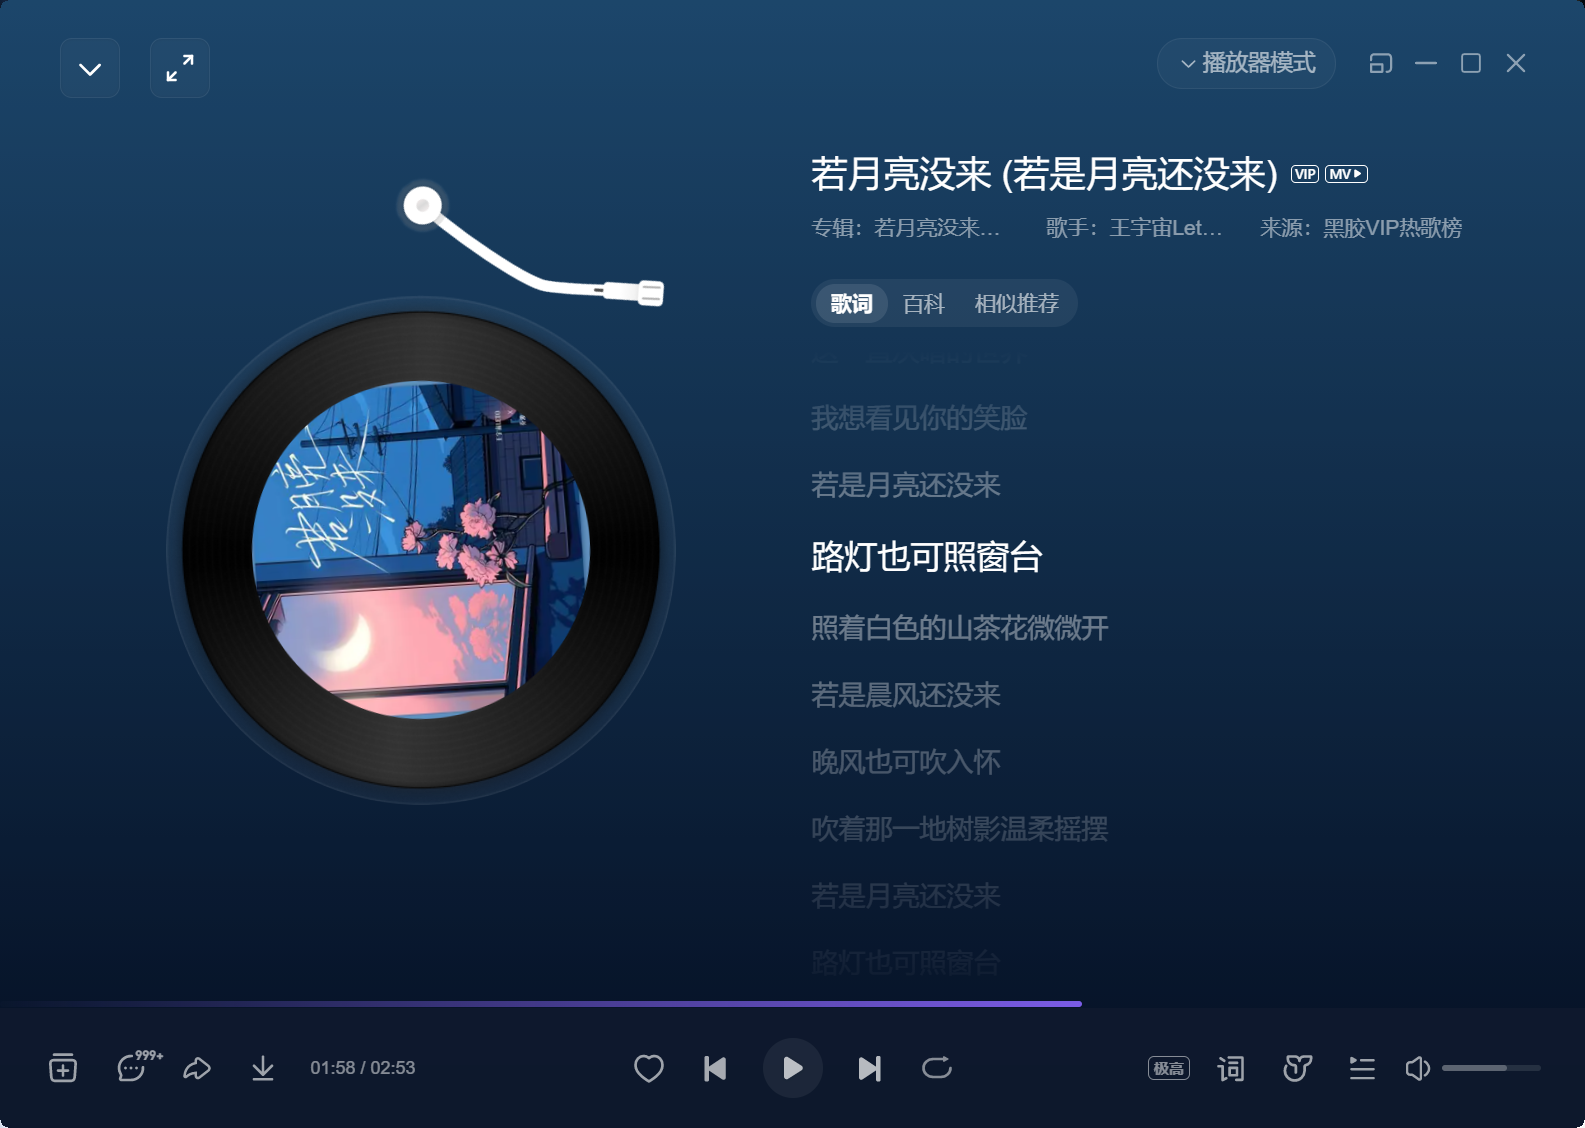 播放器模式
若月亮没来 (若是月亮还没来) VIP MV
专辑：若月亮没来... 歌手：王宇宙Let... 来源：黑胶VIP热歌榜
歌词 百科 相似推荐
我想看见你的笑脸
若是月亮还没来
路灯也可照窗台
照着白色的山茶花微微开
若是晨风还没来
晚风也可吹入怀
吹着那一地树影温柔摇摆
若是月亮还没来
路灯也可照窗台
若月亮没来
999+ 01:58 / 02:53 极高 词